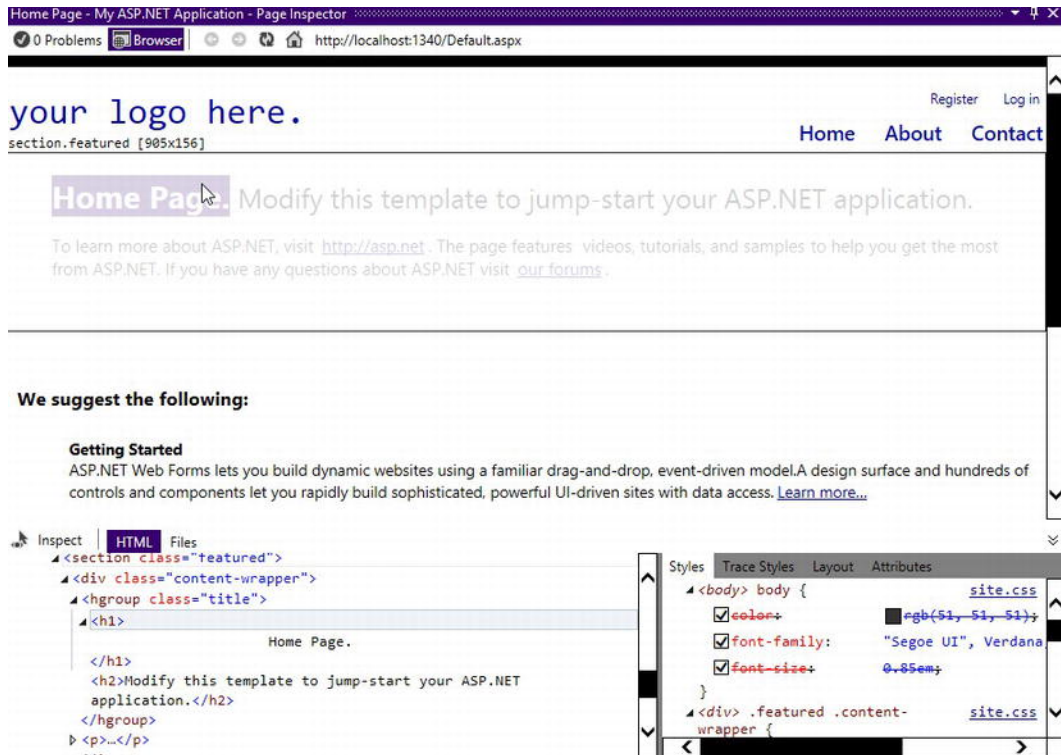 Home Page - My ASP.NET Application - Page Inspector
0 Problems Browser http://localhost:1340/Default.aspx
Register Log in
your logo here.
Home About Contact
section.featured [905x156]
Home Page. Modify this template to jump-start your ASP.NET application.
To learn more about ASP.NET, visit http://asp.net . The page features videos, tutorials, and samples to help you get the most
from ASP.NET. If you have any questions about ASP.NET visit our forums .
We suggest the following:
Getting Started
ASP.NET Web Forms lets you build dynamic websites using a familiar drag-and-drop, event-driven model.A design surface and hundreds of
controls and components let you rapidly build sophisticated, powerful UI-driven sites with data access. Learn more...
Inspect HTML Files
<section class="featured">
<div class="content-wrapper">
<hgroup class="title">
<h1>
Home Page.
</h1>
<h2>Modify this template to jump-start your ASP.NET
application.</h2>
</hgroup>
<p>…</p>
Styles Trace Styles Layout Attributes
<body> body { site.css
color: rgb(51, 51, 51);
font-family: "Segoe UI", Verdana,
font-size: 0.85em;
}
<div> .featured .content- site.css
wrapper {